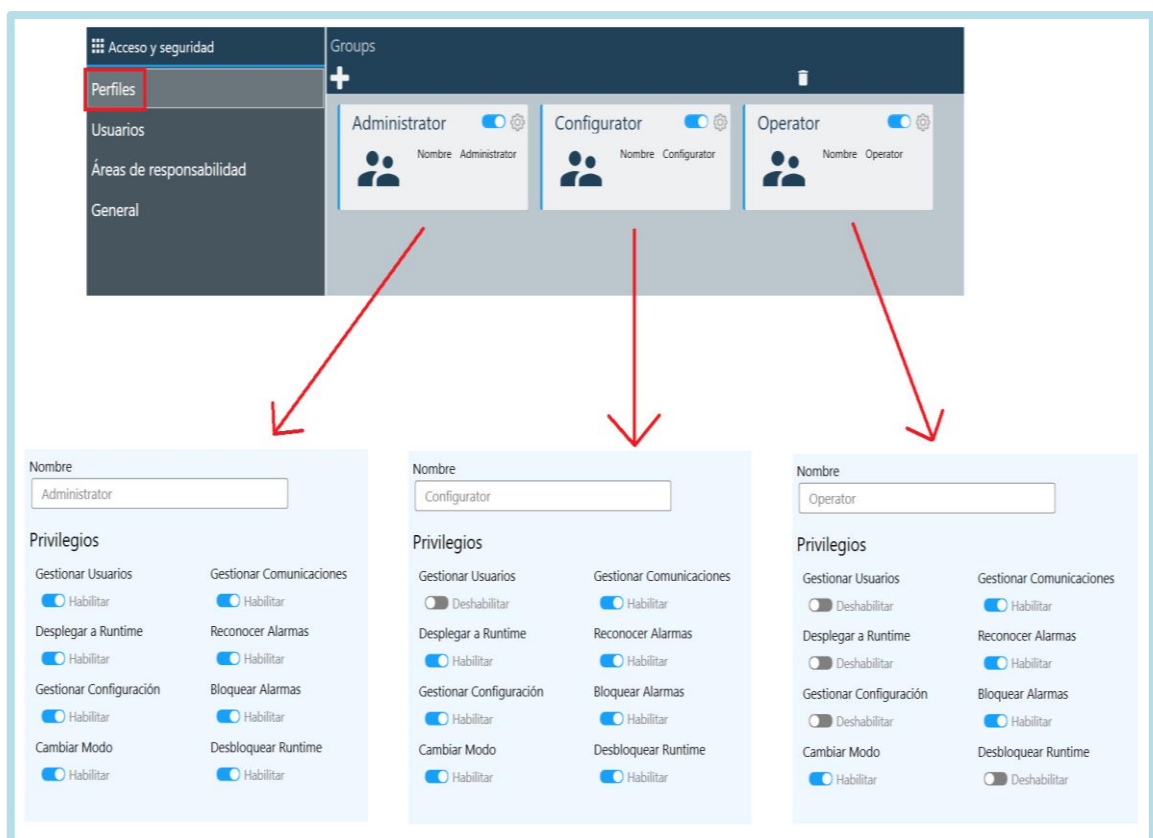 Acceso y seguridad
Perfiles
Usuarios
Áreas de responsabilidad
General
Groups
Administrator
Nombre Administrator
Configurator
Nombre Configurator
Operator
Nombre Operator
Nombre
Administrator
Privilegios
Gestionar Usuarios Gestionar Comunicaciones
Habilitar Habilitar
Desplegar a Runtime Reconocer Alarmas
Habilitar Habilitar
Gestionar Configuración Bloquear Alarmas
Habilitar Habilitar
Cambiar Modo Desbloquear Runtime
Habilitar Habilitar
Nombre
Configurator
Privilegios
Gestionar Usuarios Gestionar Comunicaciones
Deshabilitar Habilitar
Desplegar a Runtime Reconocer Alarmas
Habilitar Habilitar
Gestionar Configuración Bloquear Alarmas
Habilitar Habilitar
Cambiar Modo Desbloquear Runtime
Habilitar Habilitar
Nombre
Operator
Privilegios
Gestionar Usuarios Gestionar Comunicaciones
Deshabilitar Habilitar
Desplegar a Runtime Reconocer Alarmas
Deshabilitar Habilitar
Gestionar Configuración Bloquear Alarmas
Deshabilitar Habilitar
Cambiar Modo Desbloquear Runtime
Habilitar Deshabilitar